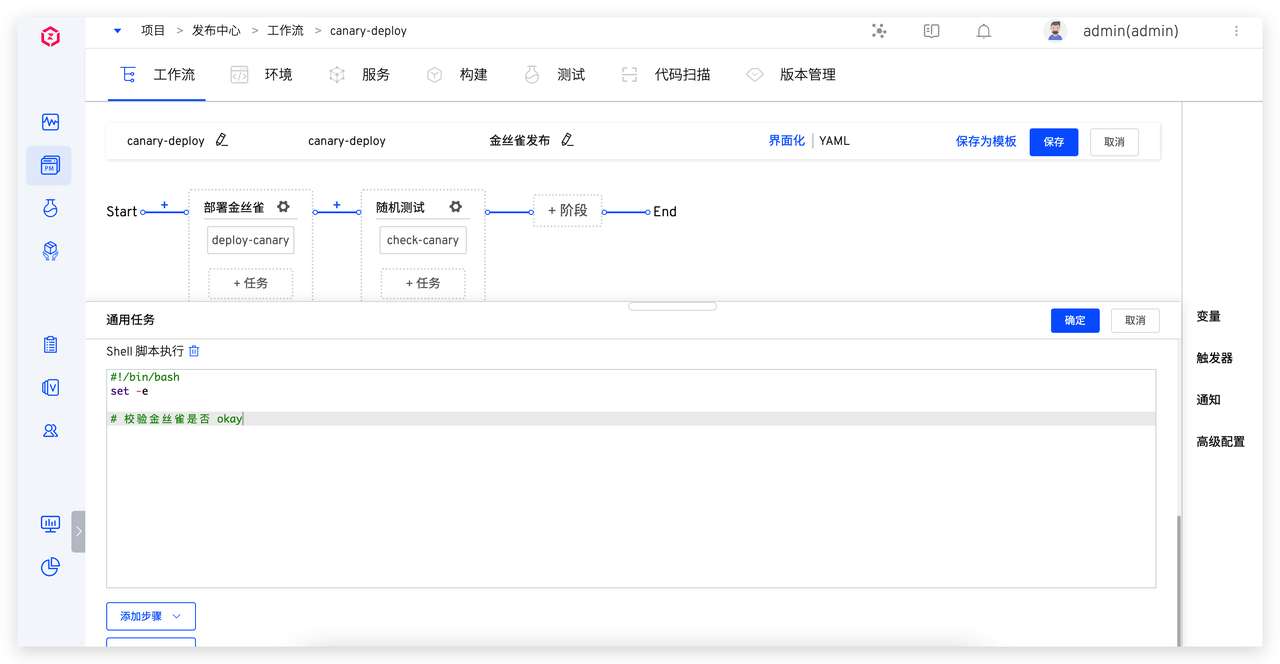 项目 > 发布中心 > 工作流 > canary-deploy
admin(admin)
工作流 环境 服务 构建 测试 代码扫描 版本管理
canary-deploy canary-deploy 金丝雀发布 界面化 | YAML 保存为模板 保存 取消
Start + 部署金丝雀 + 随机测试 + 阶段 End
deploy-canary check-canary
+ 任务 + 任务
通用任务 确定 取消
变量
触发器
通知
高级配置
Shell 脚本执行
#!/bin/bash
set -e
# 校验金丝雀是否 okay
添加步骤